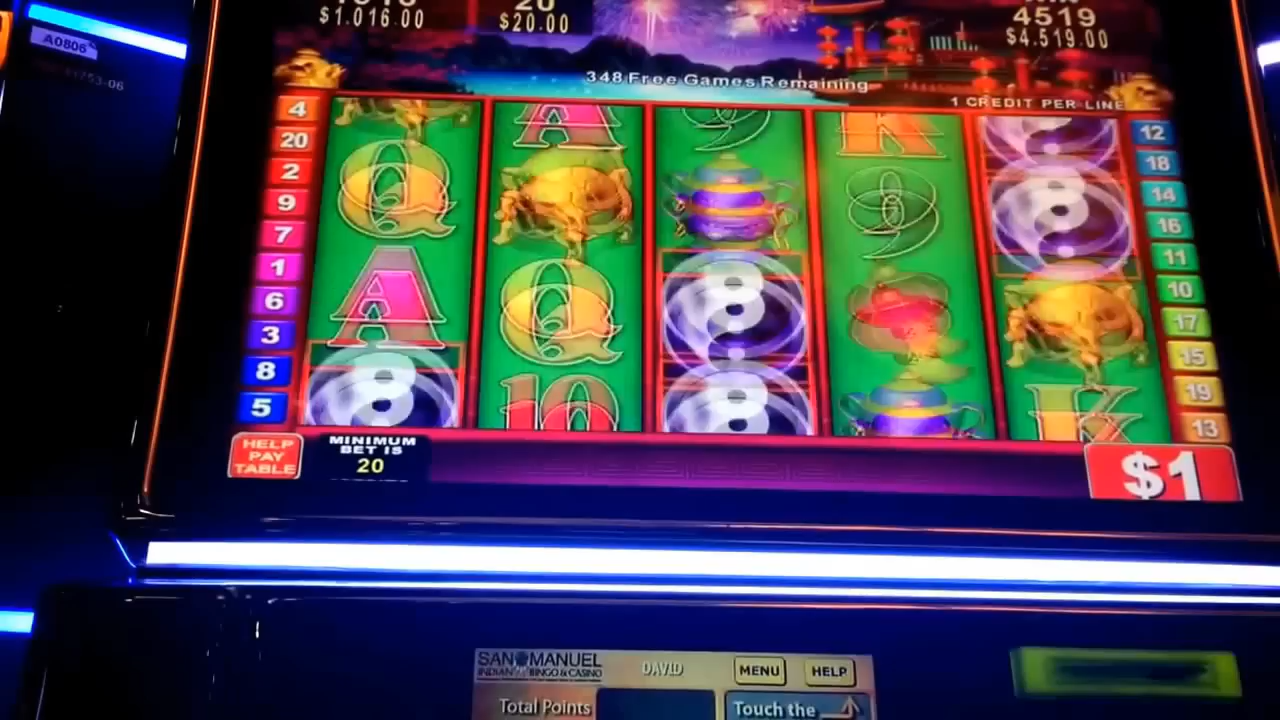 20
4519
$1.016.00
$20.00
$4.519.00
A0806
348 Free Games Remaining
1 CREDIT PER LINE
4
20
2
9
7
1
6
3
8
5
A
9
K
Q
9
A
Q
10
K
12
18
14
16
11
10
17
15
19
13
HELP
PAY
TABLE
MINIMUM
BET IS
20
$1
SAN MANUEL
INDIAN BINGO & CASINO
DAVID
MENU
HELP
Total Points
Touch the